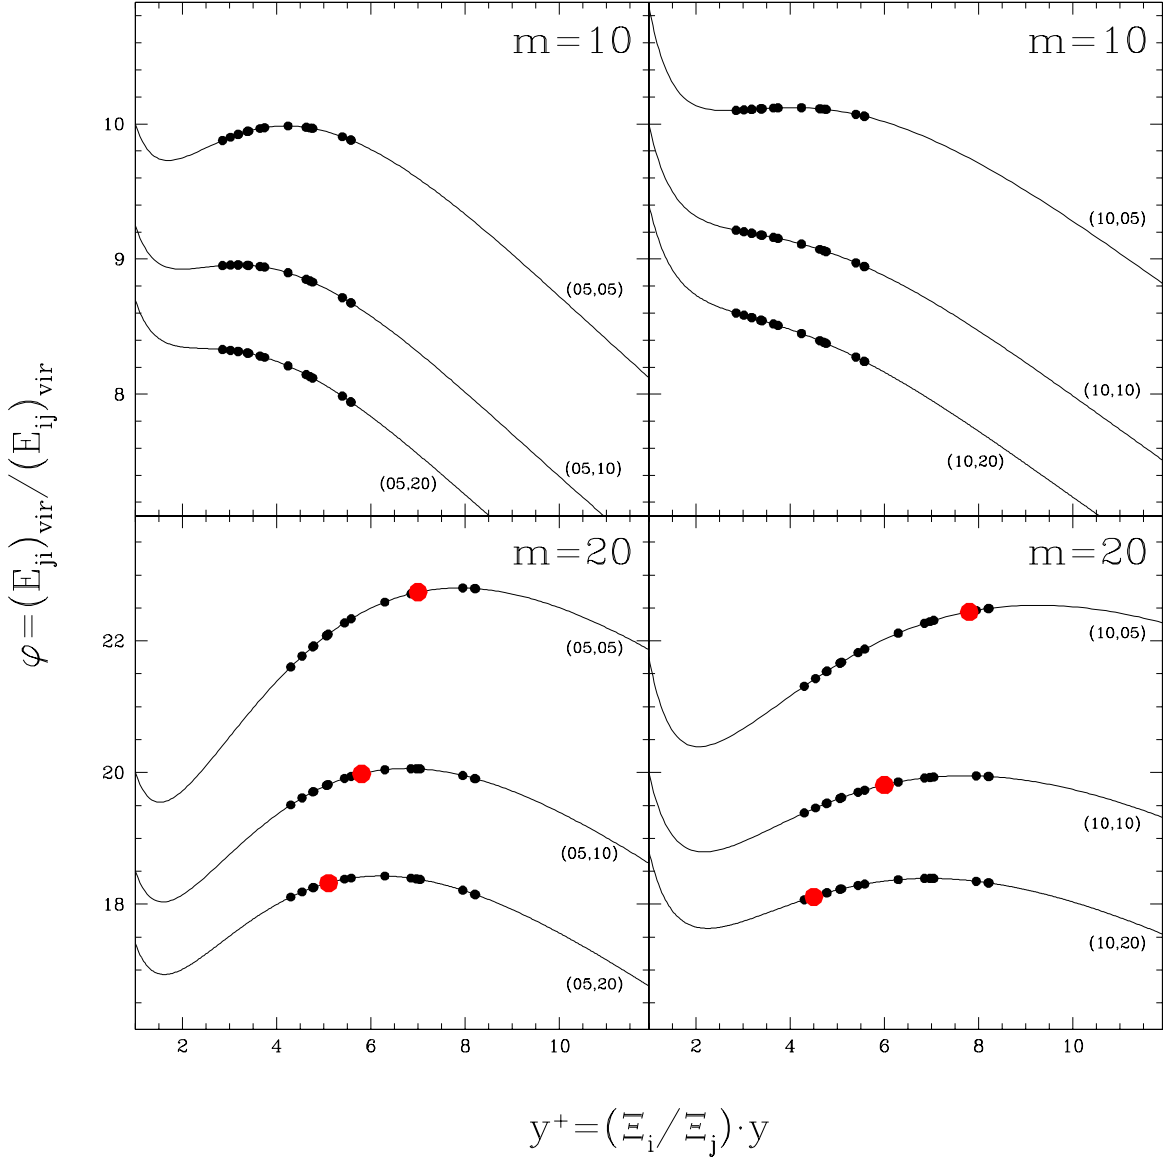 m=10
m=10
10
9
8
(05,05)
(05,10)
(05,20)
(10,05)
(10,10)
(10,20)
φ=(E_ji)_vir/(E_ij)_vir
m=20
m=20
22
20
18
(05,05)
(05,10)
(05,20)
(10,05)
(10,10)
(10,20)
2 4 6 8 10 2 4 6 8 10
y⁺=(Ξ_i/Ξ_j)·y